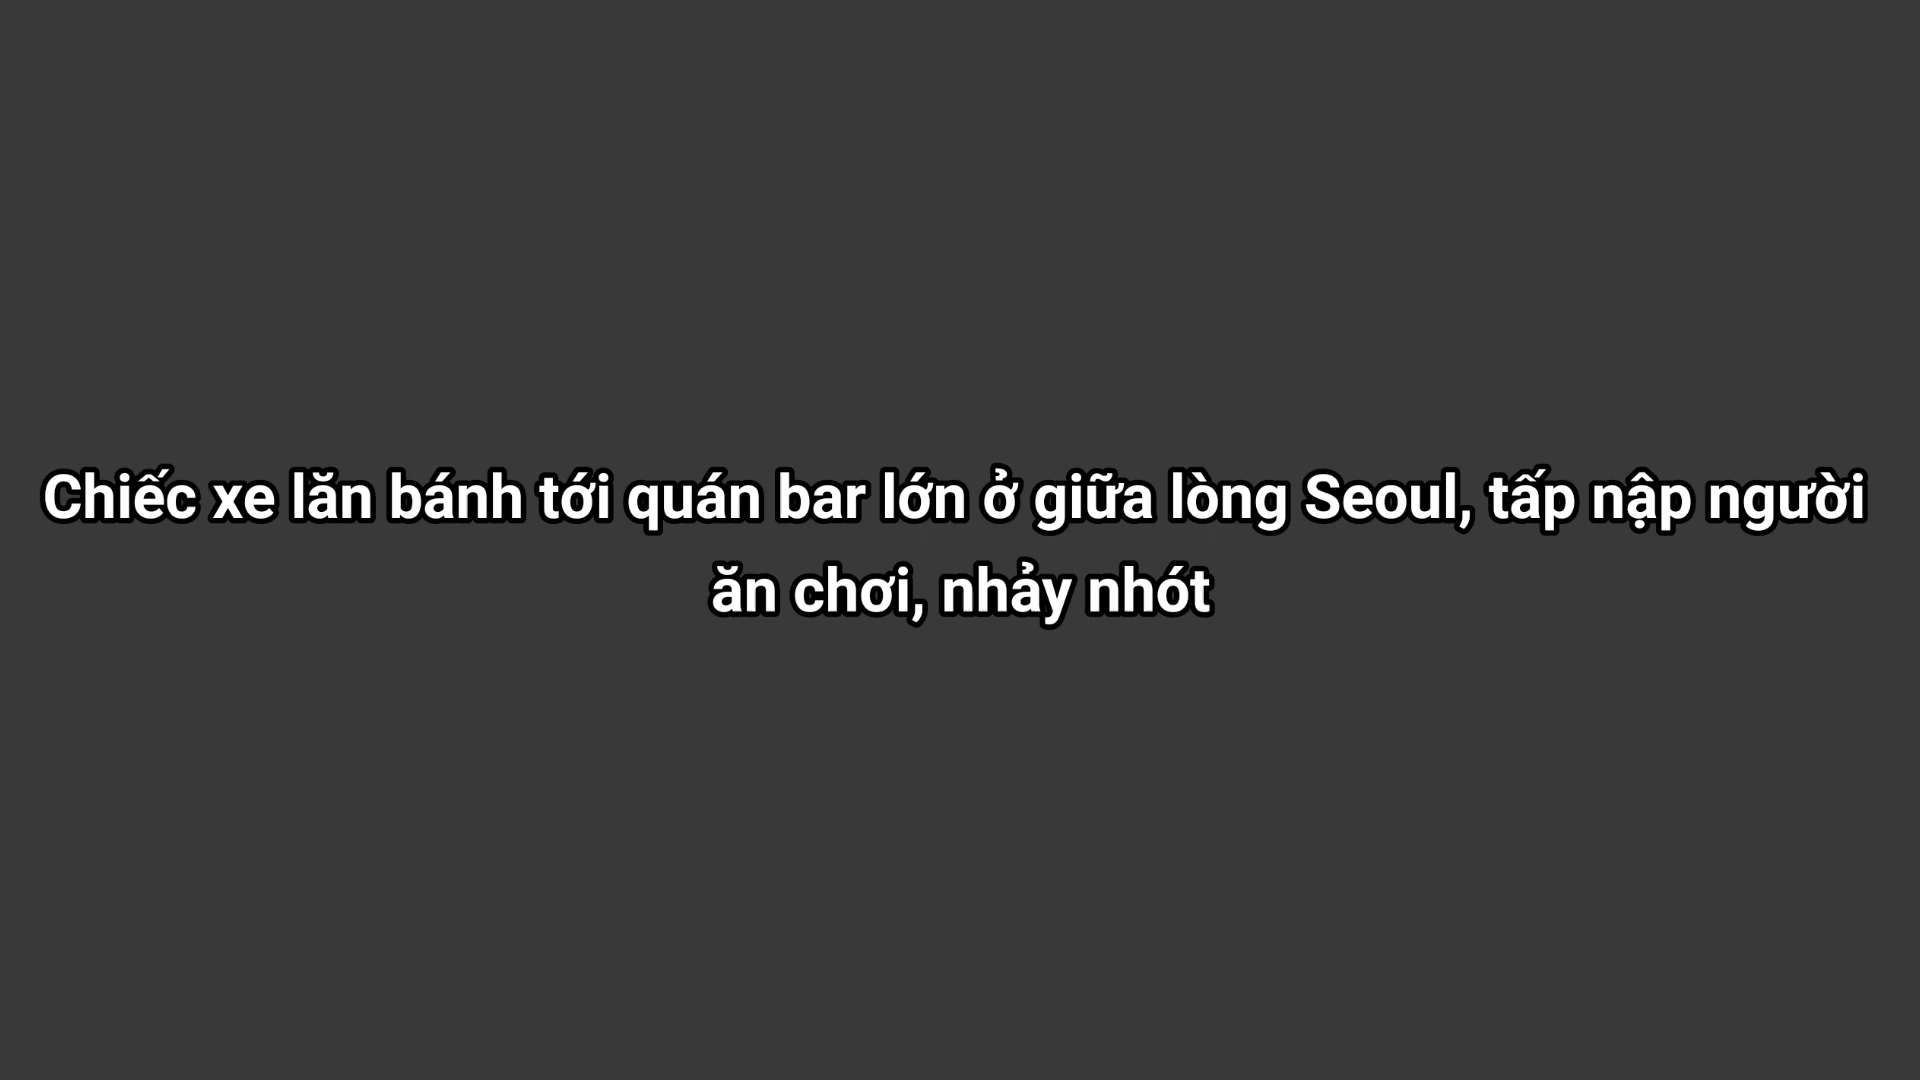 Chiếc xe lăn bánh tới quán bar lớn ở giữa lòng Seoul, tấp nập người
ăn chơi, nhảy nhót